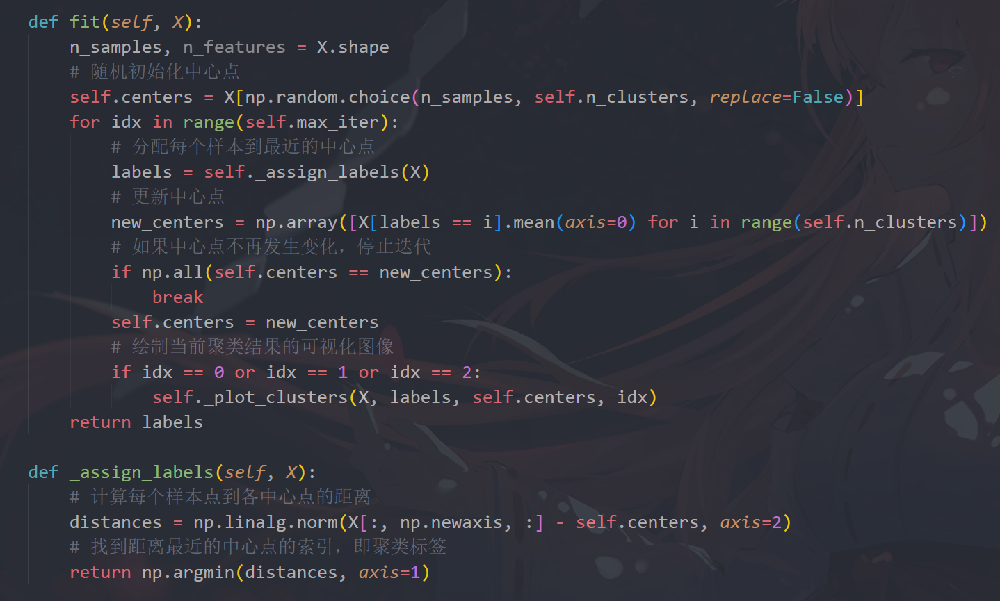 def fit(self, X):
n_samples, n_features = X.shape
# 随机初始化中心点
self.centers = X[np.random.choice(n_samples, self.n_clusters, replace=False)]
for idx in range(self.max_iter):
# 分配每个样本到最近的中心点
labels = self._assign_labels(X)
# 更新中心点
new_centers = np.array([X[labels == i].mean(axis=0) for i in range(self.n_clusters)])
# 如果中心点不再发生变化，停止迭代
if np.all(self.centers == new_centers):
break
self.centers = new_centers
# 绘制当前聚类结果的可视化图像
if idx == 0 or idx == 1 or idx == 2:
self._plot_clusters(X, labels, self.centers, idx)
return labels
def _assign_labels(self, X):
# 计算每个样本点到各中心点的距离
distances = np.linalg.norm(X[:, np.newaxis, :] - self.centers, axis=2)
# 找到距离最近的中心点的索引，即聚类标签
return np.argmin(distances, axis=1)